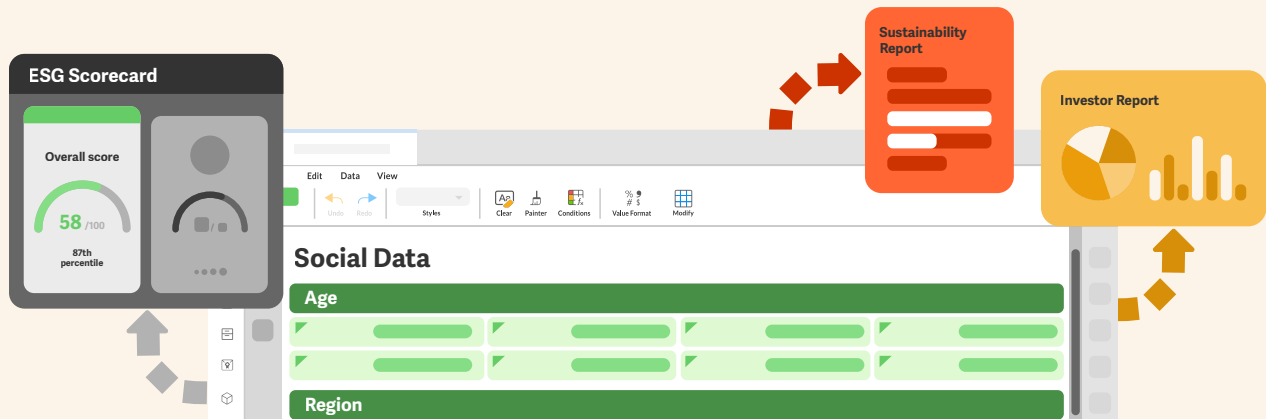 ESG Scorecard
Overall score
58 /100
87th
percentile
/
Sustainability
Report
Investor Report
Edit Data View
Undo Redo Styles Clear Painter Conditions Value Format Modify
Social Data
Age
Region